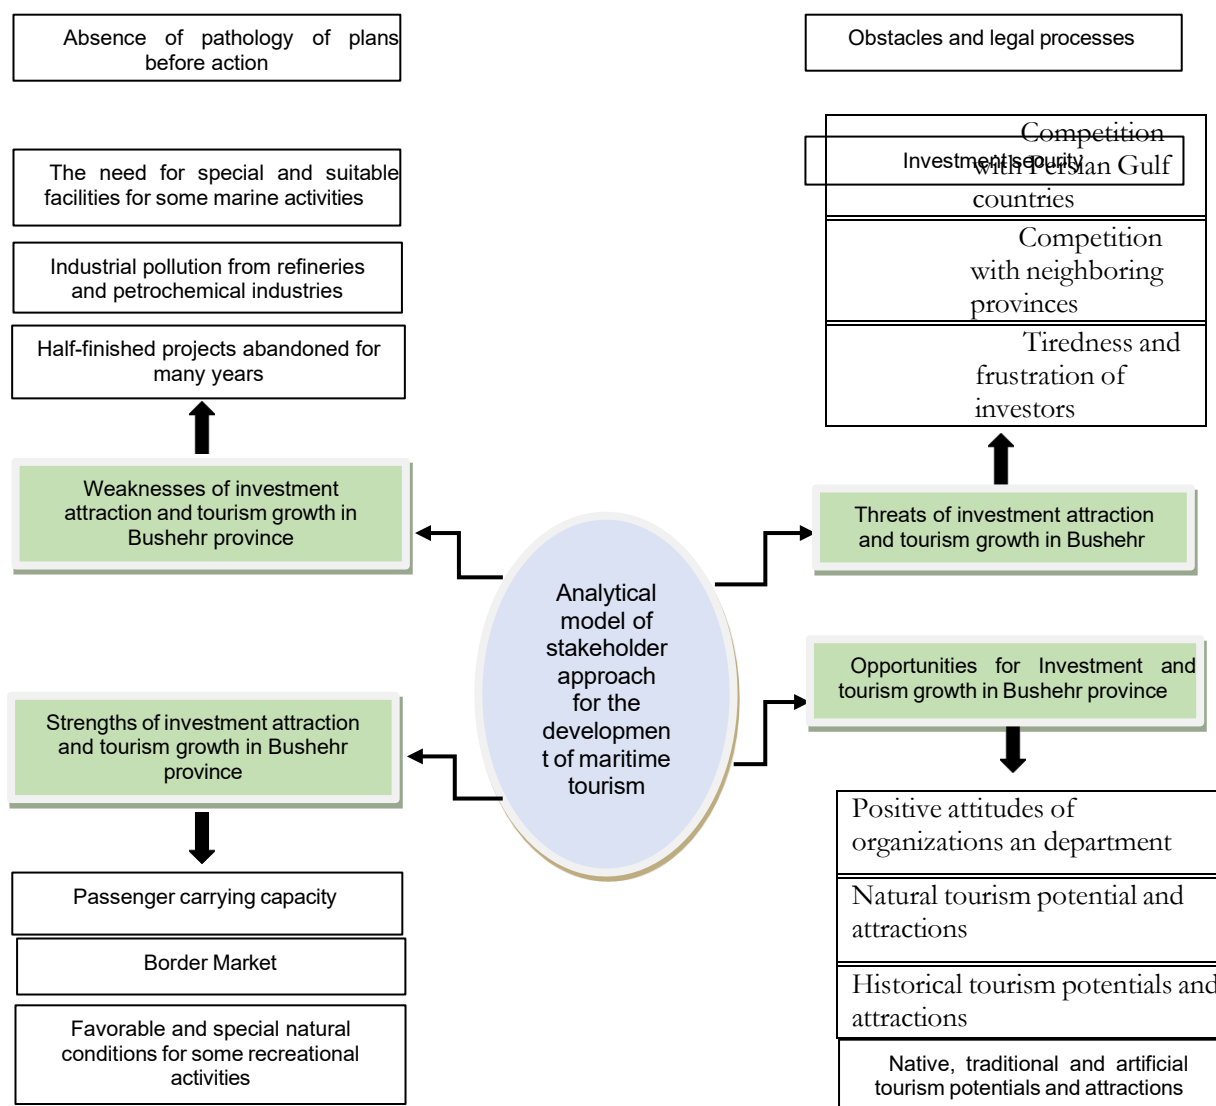 Absence of pathology of plans
before action
The need for special and suitable
facilities for some marine activities
Industrial pollution from refineries
and petrochemical industries
Half-finished projects abandoned for
many years
Weaknesses of investment
attraction and tourism growth in
Bushehr province
Strengths of investment attraction
and tourism growth in Bushehr
province
Passenger carrying capacity
Border Market
Favorable and special natural
conditions for some recreational
activities
Analytical
model of
stakeholder
approach
for the
developmen
t of maritime
tourism
Obstacles and legal processes
Investment security
Competition
with Persian Gulf
countries
Competition
with neighboring
provinces
Tiredness and
frustration of
investors
Threats of investment attraction
and tourism growth in Bushehr
Opportunities for Investment and
tourism growth in Bushehr province
Positive attitudes of
organizations an department
Natural tourism potential and
attractions
Historical tourism potentials and
attractions
Native, traditional and artificial
tourism potentials and attractions